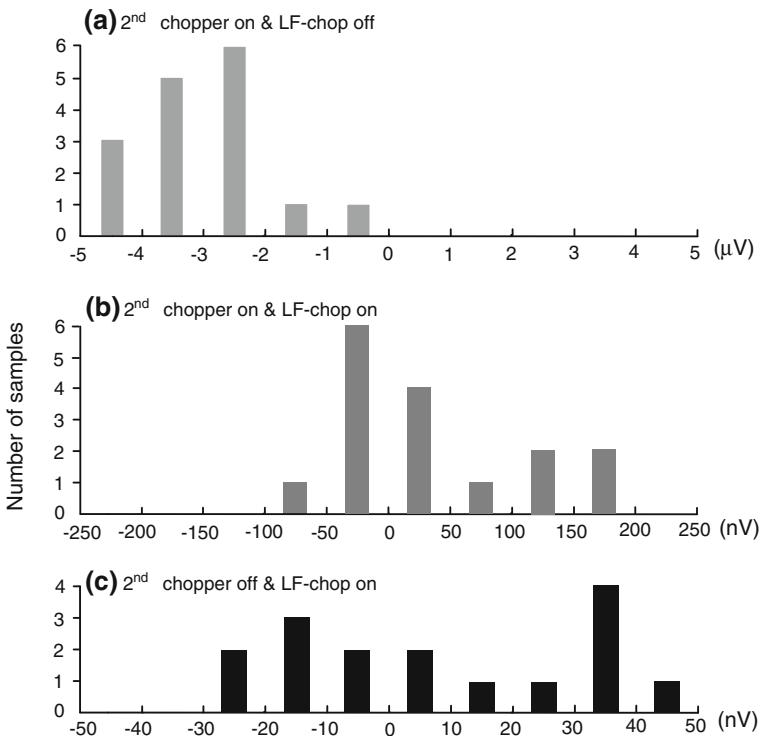 (a) 2nd chopper on & LF-chop off
6
5
4
3
2
1
0
-5 -4 -3 -2 -1 0 1 2 3 4 5 (μV)
(b) 2nd chopper on & LF-chop on
Number of samples
6
5
4
3
2
1
0
-250 -200 -150 -100 -50 0 50 100 150 200 250 (nV)
(c) 2nd chopper off & LF-chop on
4
3
2
1
0
-50 -40 -30 -20 -10 0 10 20 30 40 50 (nV)